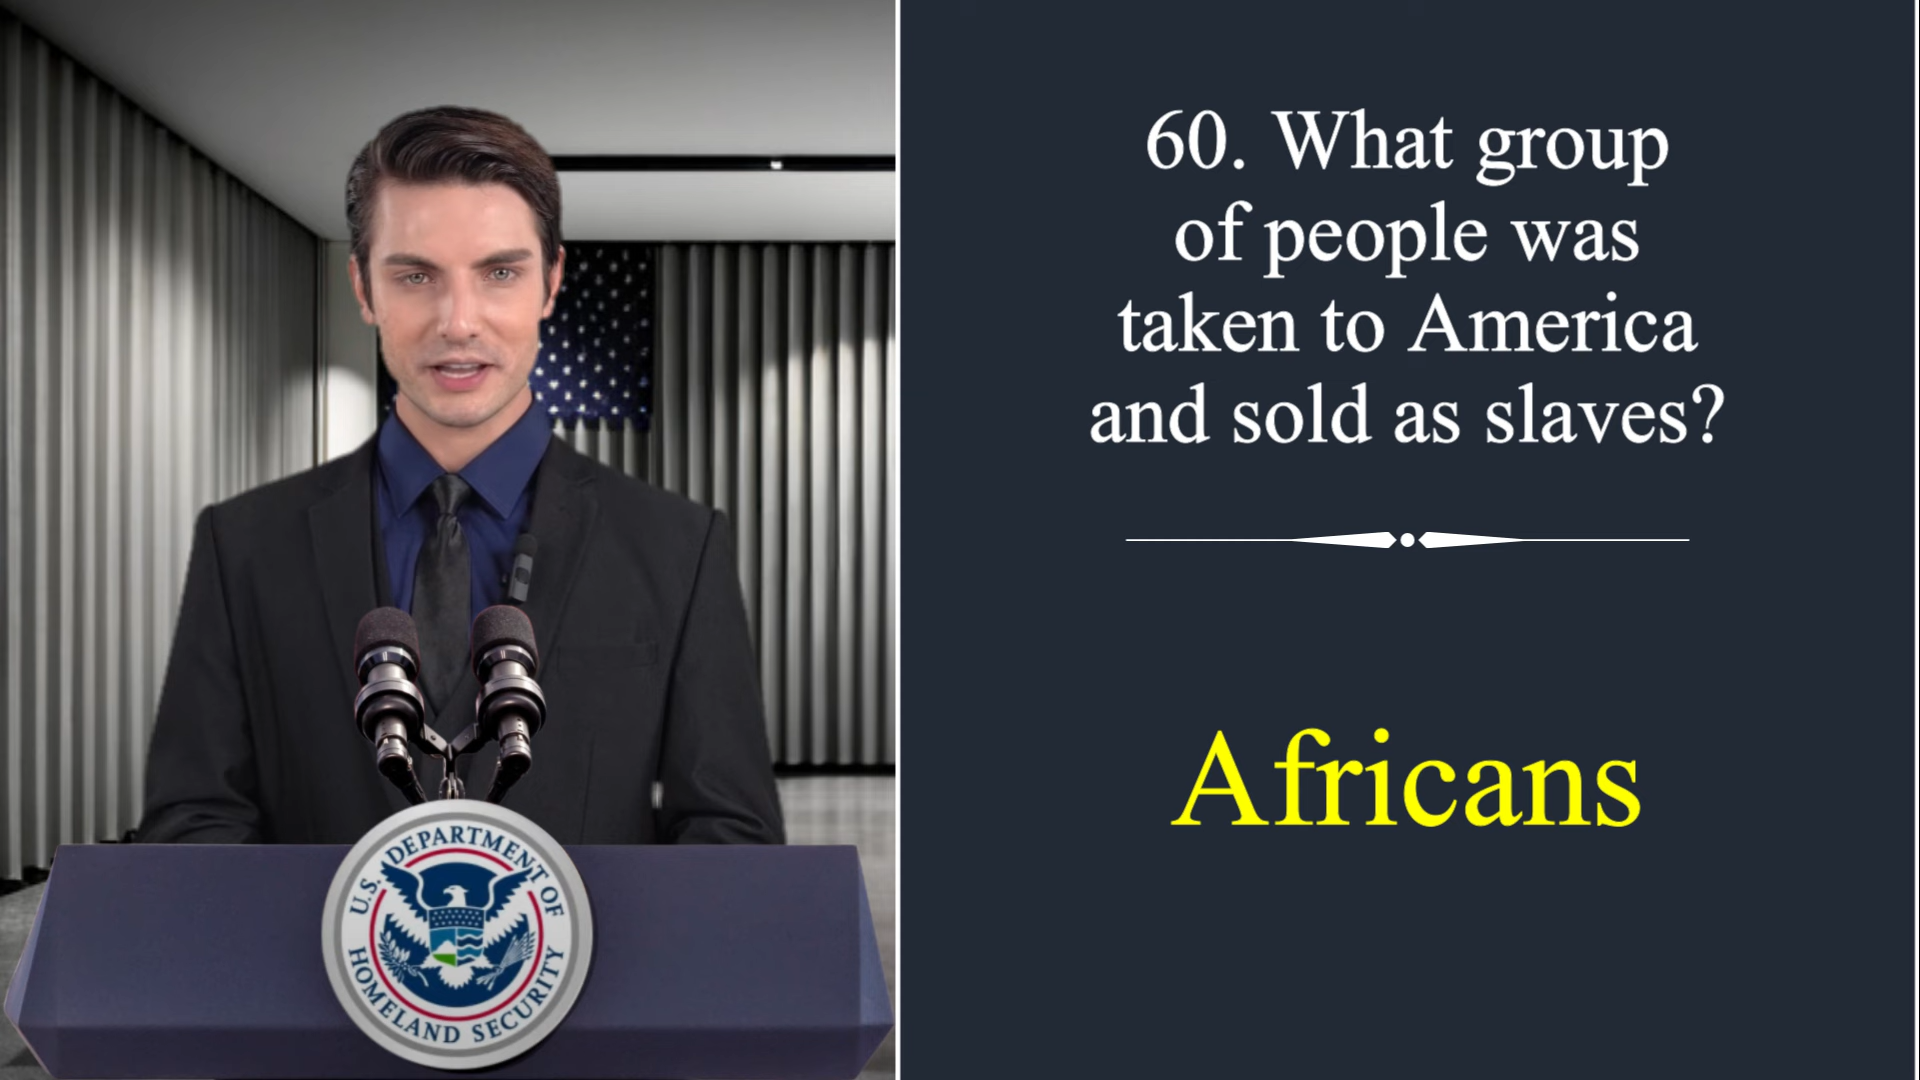 60. What group
of people was
taken to America
and sold as slaves?
Africans
U.S. DEPARTMENT OF
HOMELAND SECURITY